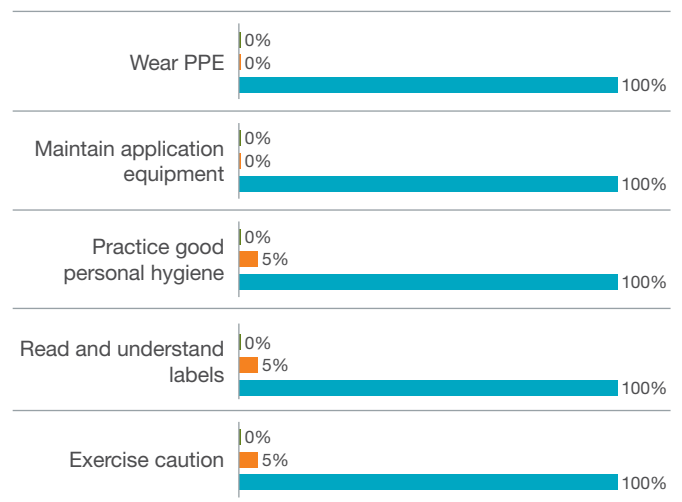 0%
Wear PPE 0%
100%
0%
Maintain application
0%
equipment
100%
0%
Practice good
5%
personal hygiene
100%
0%
Read and understand
5%
labels
100%
0%
Exercise caution 5%
100%